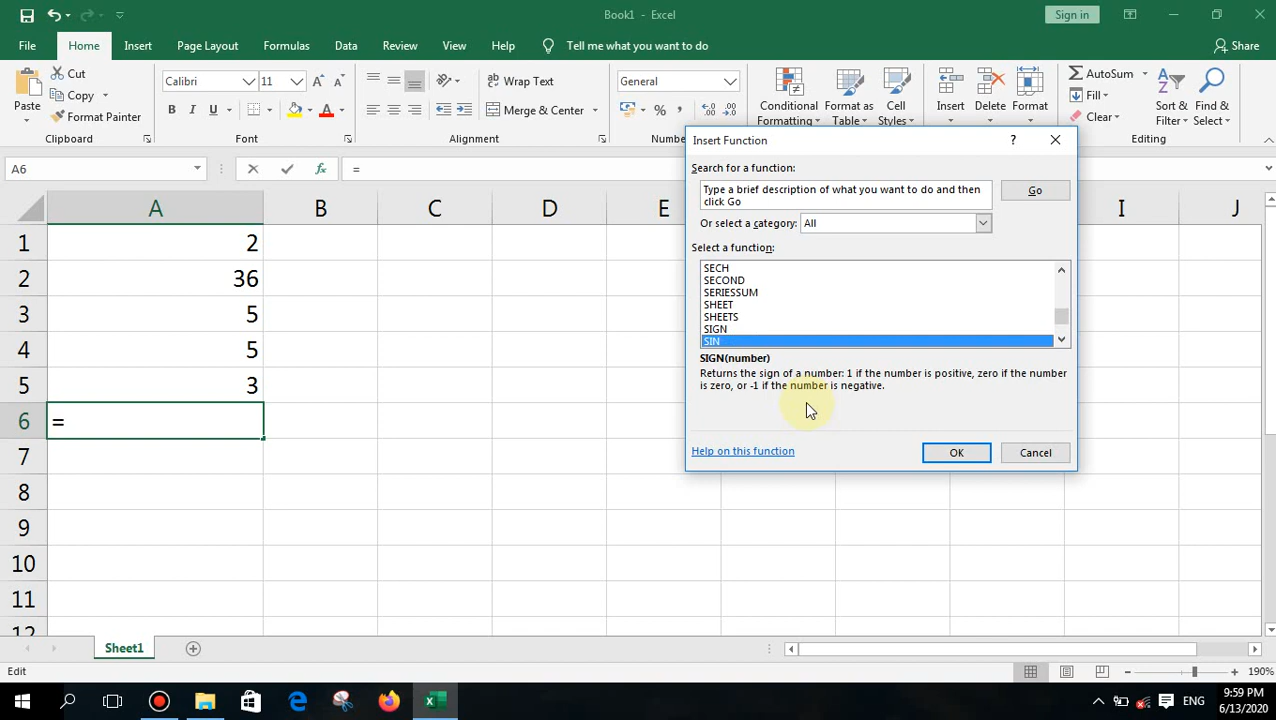 Book1 - Excel
Sign in
File Home Insert Page Layout Formulas Data Review View Help Tell me what you want to do Share
Paste
Cut
Copy
Format Painter
Clipboard
Calibri 11
B I U A
Font
Wrap Text
Merge & Center
Alignment
General
% ,
Numb
Conditional Formatting
Format as Table
Cell Styles
Insert
Delete
Format
AutoSum
Fill
Clear
Sort & Filter
Find & Select
Editing
A6
fx
=
A B C D E I J
1 2
2 36
3 5
4 5
5 3
6 =
7
8
9
10
11
12
Insert Function
?
Search for a function:
Type a brief description of what you want to do and then
click Go
Go
Or select a category: All
Select a function:
SECH
SECOND
SERIESSUM
SHEET
SHEETS
SIGN
SIN
SIGN(number)
Returns the sign of a number: 1 if the number is positive, zero if the number
is zero, or -1 if the number is negative.
Help on this function
OK
Cancel
Sheet1
Edit
190%
ENG
9:59 PM
6/13/2020